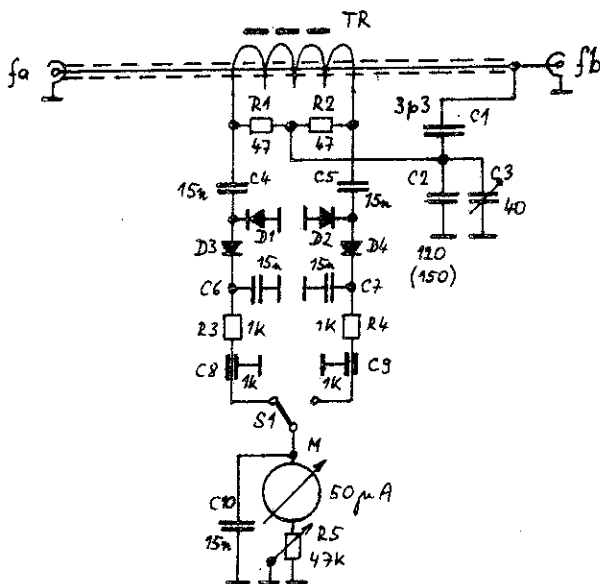 TR
fa
fb
R1
R2
47
47
3p3
C1
C4
C5
15n
15n
C2
C3
40
120
(150)
D1
D2
D3
D4
15n
15n
C6
C7
R3
1K
1K
R4
C8
1K
1K
C9
S1
M
C10
15n
50µA
R5
47K